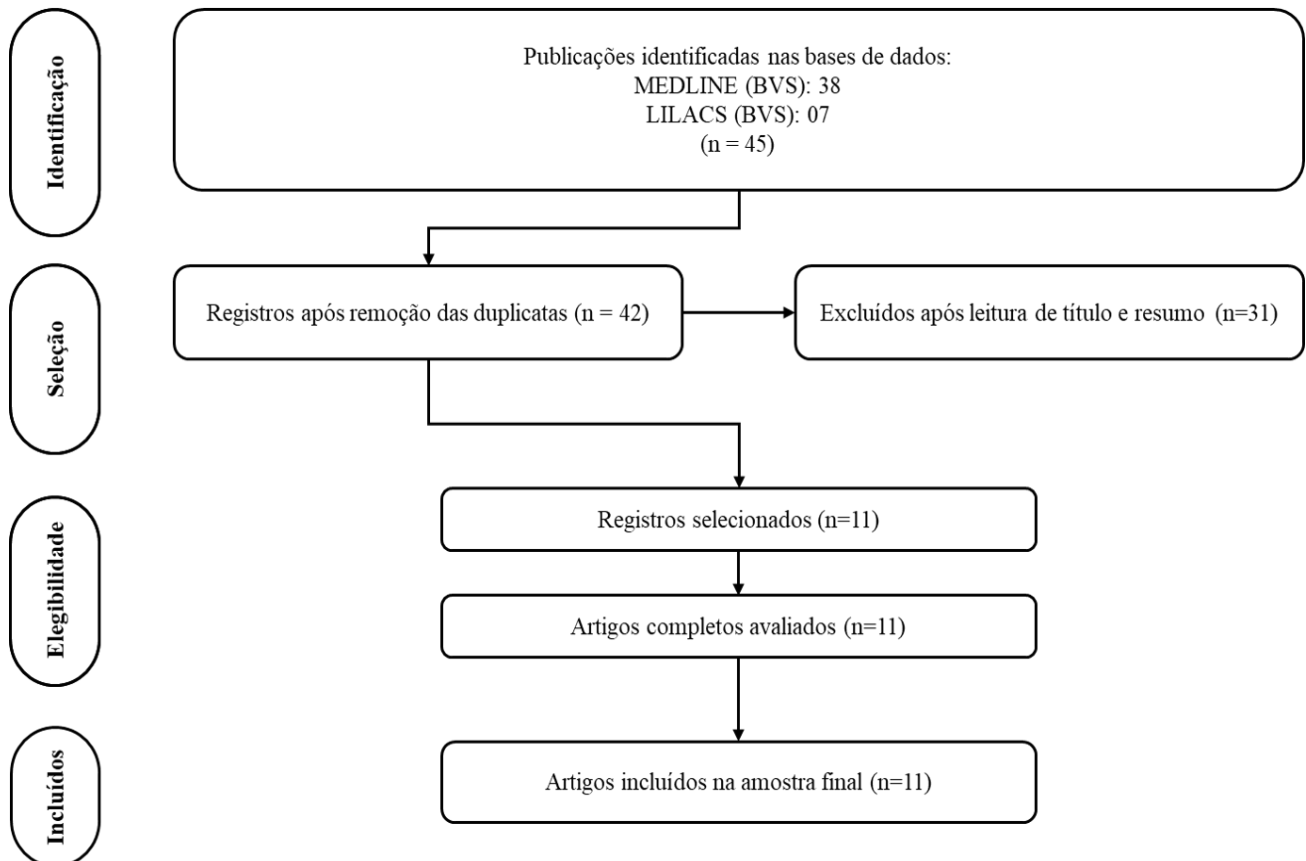 Identificação
Publicações identificadas nas bases de dados:
MEDLINE (BVS): 38
LILACS (BVS): 07
(n = 45)
Seleção
Registros após remoção das duplicatas (n = 42)
Excluídos após leitura de título e resumo (n=31)
Elegibilidade
Registros selecionados (n=11)
Artigos completos avaliados (n=11)
Incluídos
Artigos incluídos na amostra final (n=11)